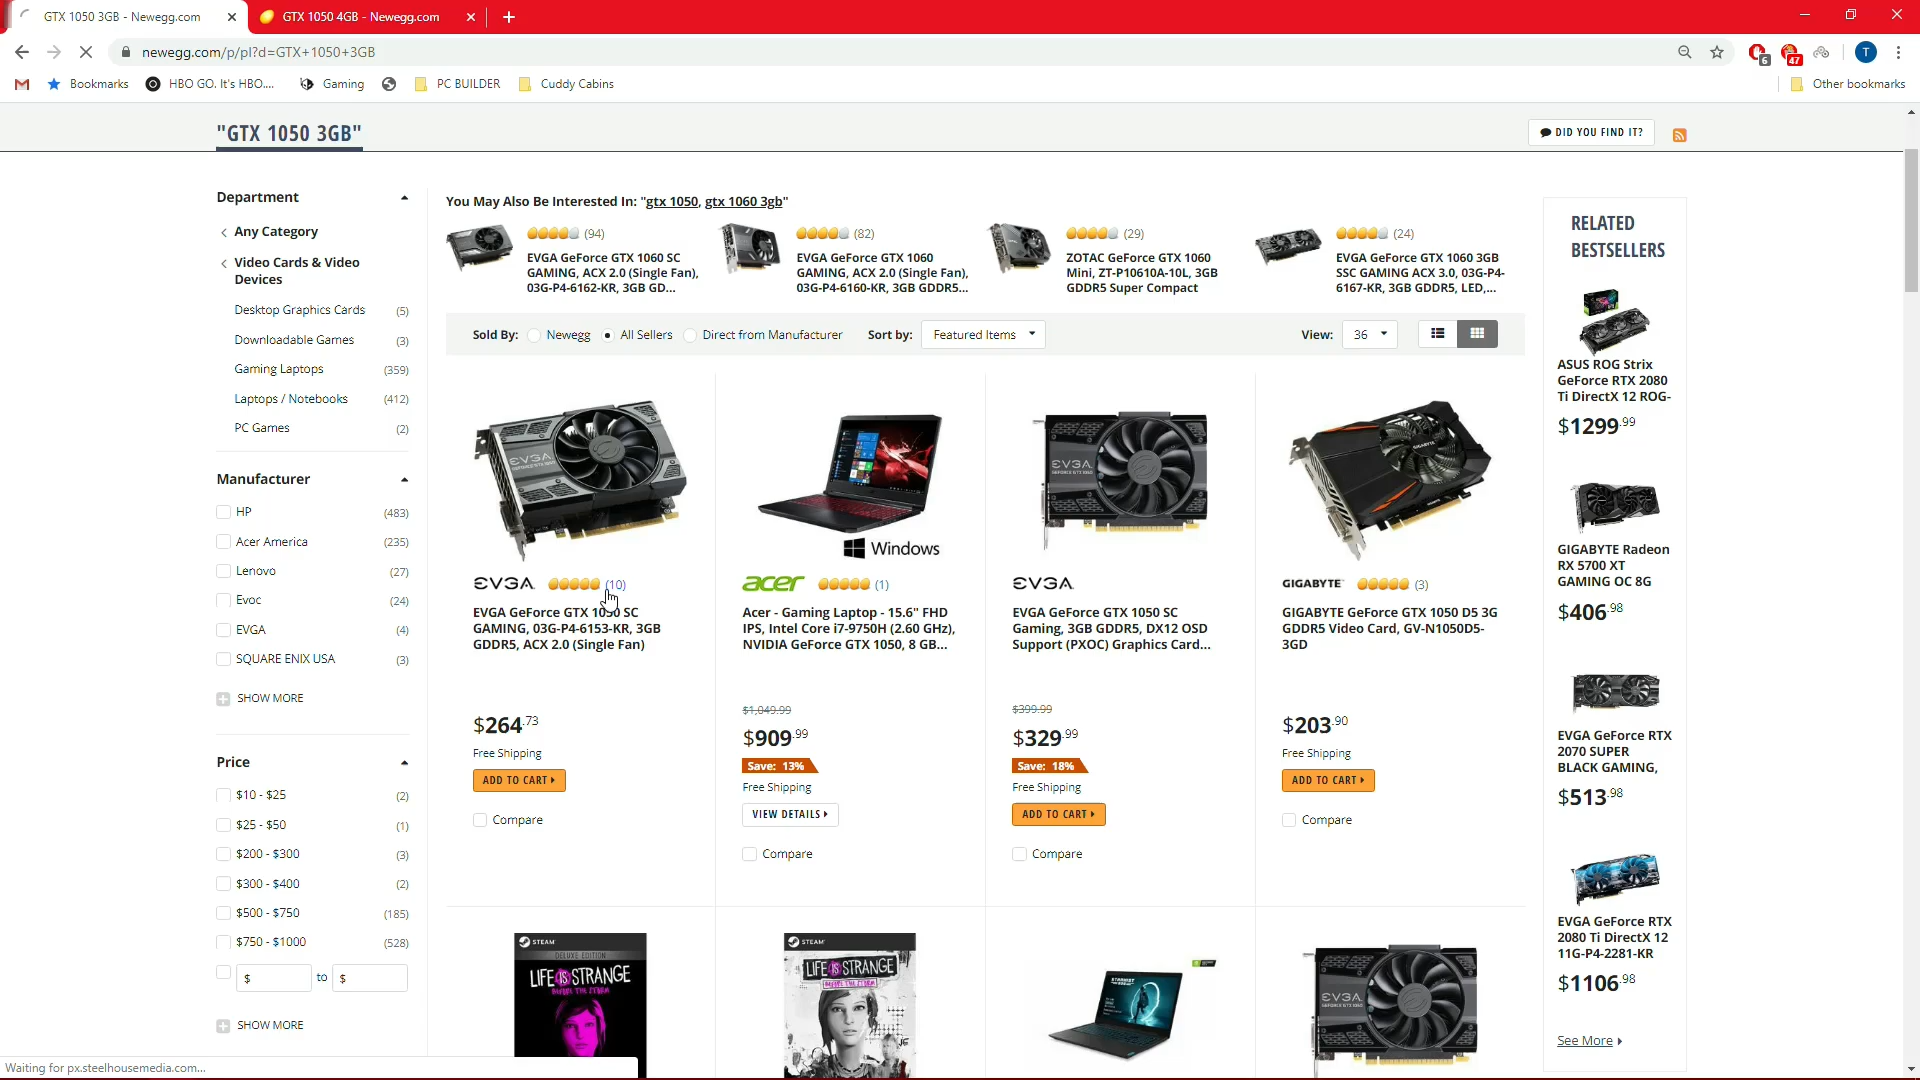 GTX 1050 3GB - Newegg.com
GTX 1050 4GB - Newegg.com
newegg.com/p/pl?d=GTX+1050+3GB
6
47
T
Bookmarks
HBO GO. It's HBO....
Gaming
PC BUILDER
Cuddy Cabins
Other bookmarks
"GTX 1050 3GB"
DID YOU FIND IT?
Department
Any Category
Video Cards & Video
Devices
Desktop Graphics Cards (5)
Downloadable Games (3)
Gaming Laptops (359)
Laptops / Notebooks (412)
PC Games (2)
Manufacturer
HP (483)
Acer America (235)
Lenovo (27)
Evoc (24)
EVGA (4)
SQUARE ENIX USA (3)
SHOW MORE
Price
$10 - $25 (2)
$25 - $50 (1)
$200 - $300 (3)
$300 - $400 (2)
$500 - $750 (185)
$750 - $1000 (528)
$ to $
SHOW MORE
You May Also Be Interested In: "gtx 1050, gtx 1060 3gb"
(94)
EVGA GeForce GTX 1060 SC
GAMING, ACX 2.0 (Single Fan),
03G-P4-6162-KR, 3GB GD...
(82)
EVGA GeForce GTX 1060
GAMING, ACX 2.0 (Single Fan),
03G-P4-6160-KR, 3GB GDDR5...
(29)
ZOTAC GeForce GTX 1060
Mini, ZT-P10610A-10L, 3GB
GDDR5 Super Compact
(24)
EVGA GeForce GTX 1060 3GB
SSC GAMING ACX 3.0, 03G-P4-
6167-KR, 3GB GDDR5, LED,...
Sold By: Newegg All Sellers Direct from Manufacturer Sort by: Featured Items View: 36
EVGA
EVGA (10)
EVGA GeForce GTX 1050 SC
GAMING, 03G-P4-6153-KR, 3GB
GDDR5, ACX 2.0 (Single Fan)
$264.73
Free Shipping
ADD TO CART
Compare
Windows
acer (1)
Acer - Gaming Laptop - 15.6" FHD
IPS, Intel Core i7-9750H (2.60 GHz),
NVIDIA GeForce GTX 1050, 8 GB...
$1,049.99
$909.99
Save: 13%
Free Shipping
VIEW DETAILS
Compare
EVGA
EVGA
EVGA GeForce GTX 1050 SC
Gaming, 3GB GDDR5, DX12 OSD
Support (PXOC) Graphics Card...
$399.99
$329.99
Save: 18%
Free Shipping
ADD TO CART
Compare
GIGABYTE
GIGABYTE (3)
GIGABYTE GeForce GTX 1050 D5 3G
GDDR5 Video Card, GV-N1050D5-
3GD
$203.90
Free Shipping
ADD TO CART
Compare
STEAM
DELUXE EDITION
LIFE IS STRANGE
BEFORE THE STORM
STEAM
LIFE IS STRANGE
BEFORE THE STORM
EVGA
RELATED
BESTSELLERS
ASUS ROG Strix
GeForce RTX 2080
Ti DirectX 12 ROG-
$1299.99
GIGABYTE Radeon
RX 5700 XT
GAMING OC 8G
$406.98
EVGA GeForce RTX
2070 SUPER
BLACK GAMING,
$513.98
EVGA GeForce RTX
2080 Ti DirectX 12
11G-P4-2281-KR
$1106.98
See More
Waiting for px.steelhousemedia.com...